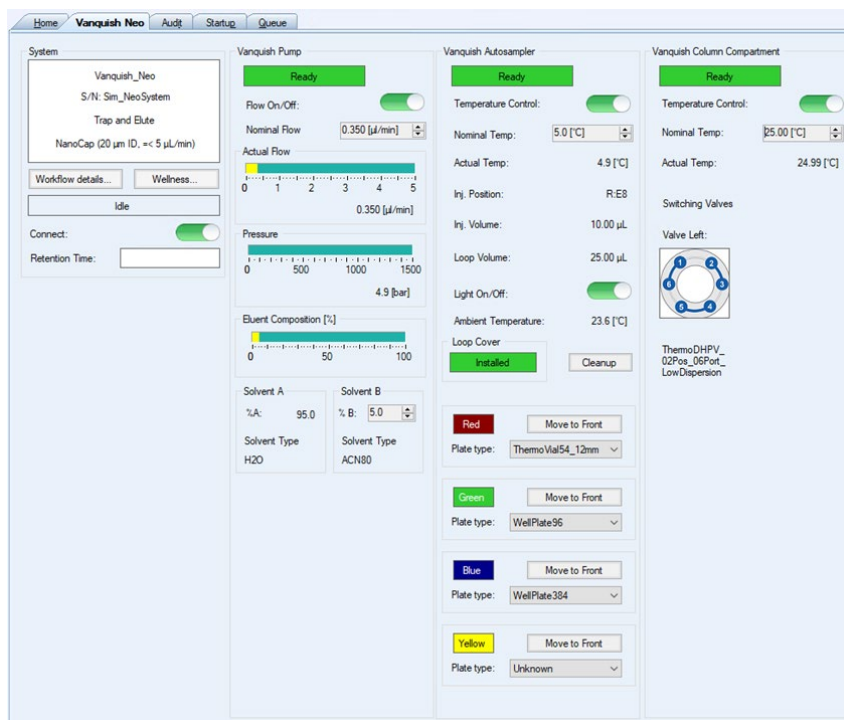 Home Vanquish Neo Audit Startup Queue
System
Vanquish_Neo
S/N: Sim_NeoSystem
Trap and Elute
NanoCap (20 µm ID, =< 5 µL/min)
Workflow details... Wellness...
Idle
Connect:
Retention Time:
Vanquish Pump
Ready
Flow On/Off:
Nominal Flow 0.350 [µl/min]
Actual Flow
0 1 2 3 4 5
0.350 [µl/min]
Pressure
0 500 1000 1500
4.9 [bar]
Eluent Composition [%]
0 50 100
Solvent A
%A: 95.0
Solvent Type
H2O
Solvent B
% B: 5.0
Solvent Type
ACN80
Vanquish Autosampler
Ready
Temperature Control:
Nominal Temp: 5.0 [°C]
Actual Temp: 4.9 [°C]
Inj. Position: R:E8
Inj. Volume: 10.00 µL
Loop Volume: 25.00 µL
Light On/Off:
Ambient Temperature: 23.6 [°C]
Loop Cover
Installed Cleanup
Red Move to Front
Plate type: ThermoVial54_12mm
Green Move to Front
Plate type: WellPlate96
Blue Move to Front
Plate type: WellPlate384
Yellow Move to Front
Plate type: Unknown
Vanquish Column Compartment
Ready
Temperature Control:
Nominal Temp: 25.00 [°C]
Actual Temp: 24.99 [°C]
Switching Valves
Valve Left:
1 2
6 3
5 4
ThermoDHPV_
02Pos_06Port_
LowDispersion